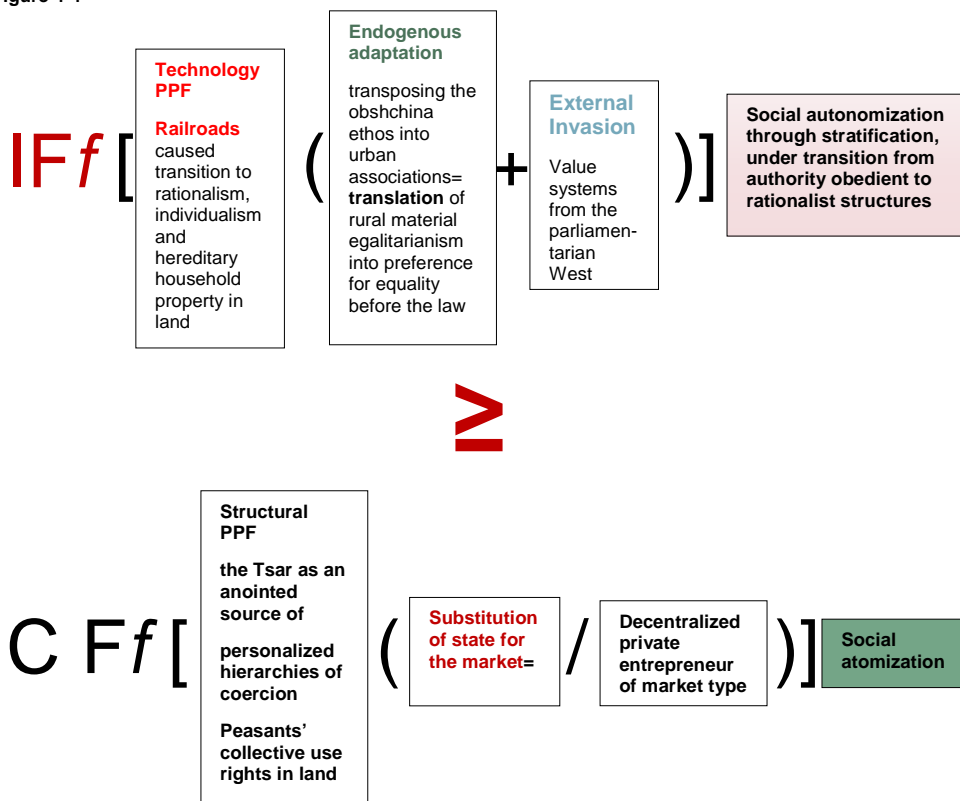 IFf [
Technology
PPF
Railroads
caused
transition to
rationalism,
individualism
and
hereditary
household
property in
land
(
Endogenous
adaptation
transposing the
obshchina
ethos into
urban
associations=
translation of
rural material
egalitarianism
into preference
for equality
before the law
+
External
Invasion
Value
systems
from the
parliamen-
tarian
West
)]
Social autonomization
through stratification,
under transition from
authority obedient to
rationalist structures
≥
C Ff [
Structural
PPF
the Tsar as an
anointed
source of
personalized
hierarchies of
coercion
Peasants’
collective use
rights in land
(
Substitution
of state for
the market=
/
Decentralized
private
entrepreneur
of market type
)]
Social
atomization